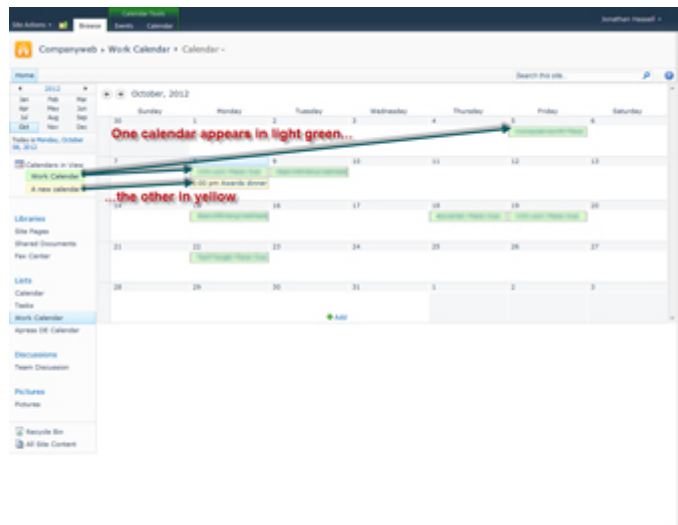 Calendar Tools
Site Actions
Browse
Events
Calendar
Jonathan Hassell
Companyweb ▸ Work Calendar ▸ Calendar
Home
Search this site...
2012
Jan Feb Mar
Apr May Jun
Jul Aug Sep
Oct Nov Dec
Today is Monday, October 08, 2012
Calendars in View
Work Calendar
A new calendar
Libraries
Site Pages
Shared Documents
Fax Center
Lists
Calendar
Tasks
Work Calendar
Apress DE Calendar
Discussions
Team Discussion
Pictures
Pictures
Recycle Bin
All Site Content
October, 2012
Sunday Monday Tuesday Wednesday Thursday Friday Saturday
30 1 2 3 4 5 6
One calendar appears in light green...
7 8 9 10 11 12 13
:00 pm Awards dinner
...the other in yellow
14 15 16 17 18 19 20
21 22 23 24 25 26 27
28 29 30 31 1 2 3
Add